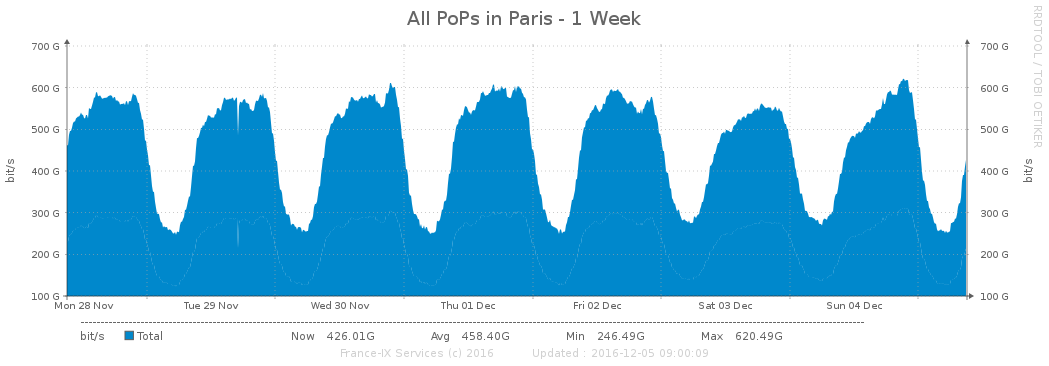 All PoPs in Paris - 1 Week
RRDTOOL / TOBI OETIKER
700 G 700 G
600 G 600 G
500 G 500 G
400 G 400 G
300 G 300 G
200 G 200 G
100 G 100 G
bit/s bit/s
Mon 28 Nov Tue 29 Nov Wed 30 Nov Thu 01 Dec Fri 02 Dec Sat 03 Dec Sun 04 Dec
bit/s Total Now 426.01G Avg 458.40G Min 246.49G Max 620.49G
France-IX Services (c) 2016 Updated : 2016-12-05 09:00:09